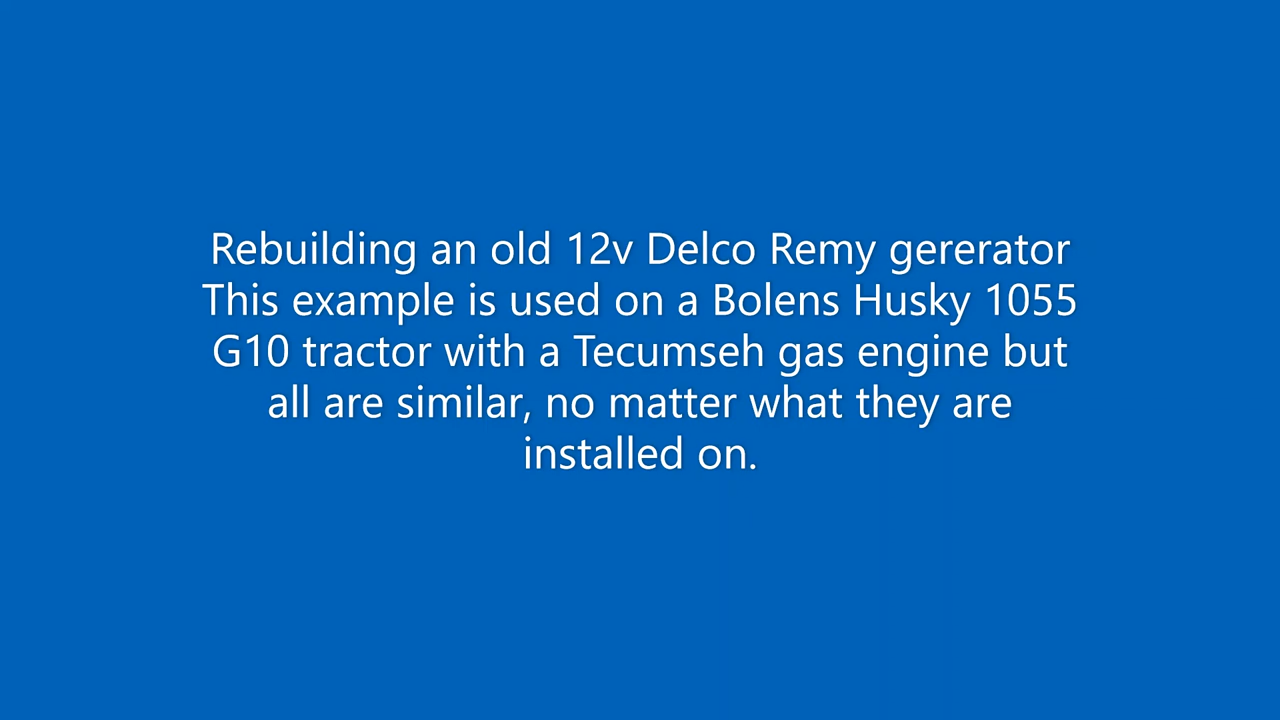 Rebuilding an old 12v Delco Remy gererator
This example is used on a Bolens Husky 1055
G10 tractor with a Tecumseh gas engine but
all are similar, no matter what they are
installed on.